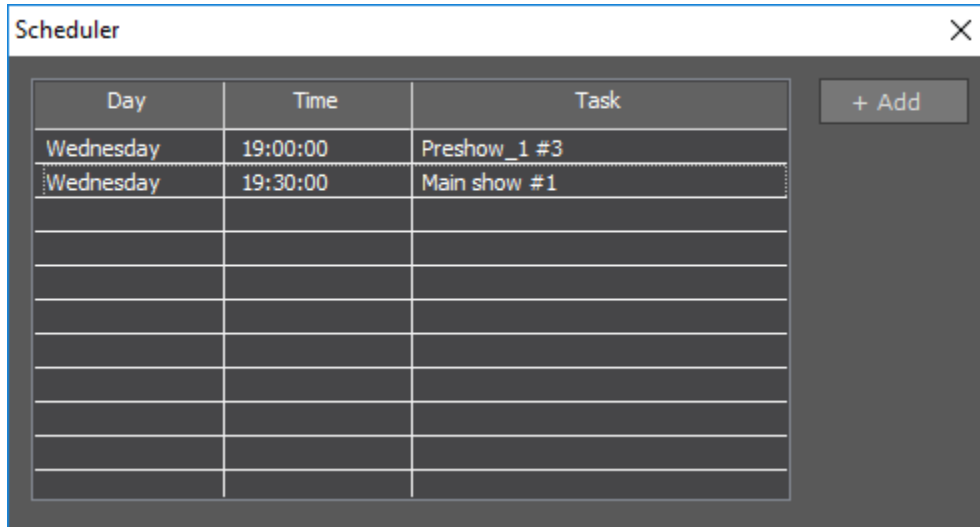 Scheduler
Day Time Task
+ Add
Wednesday 19:00:00 Preshow_1 #3
Wednesday 19:30:00 Main show #1